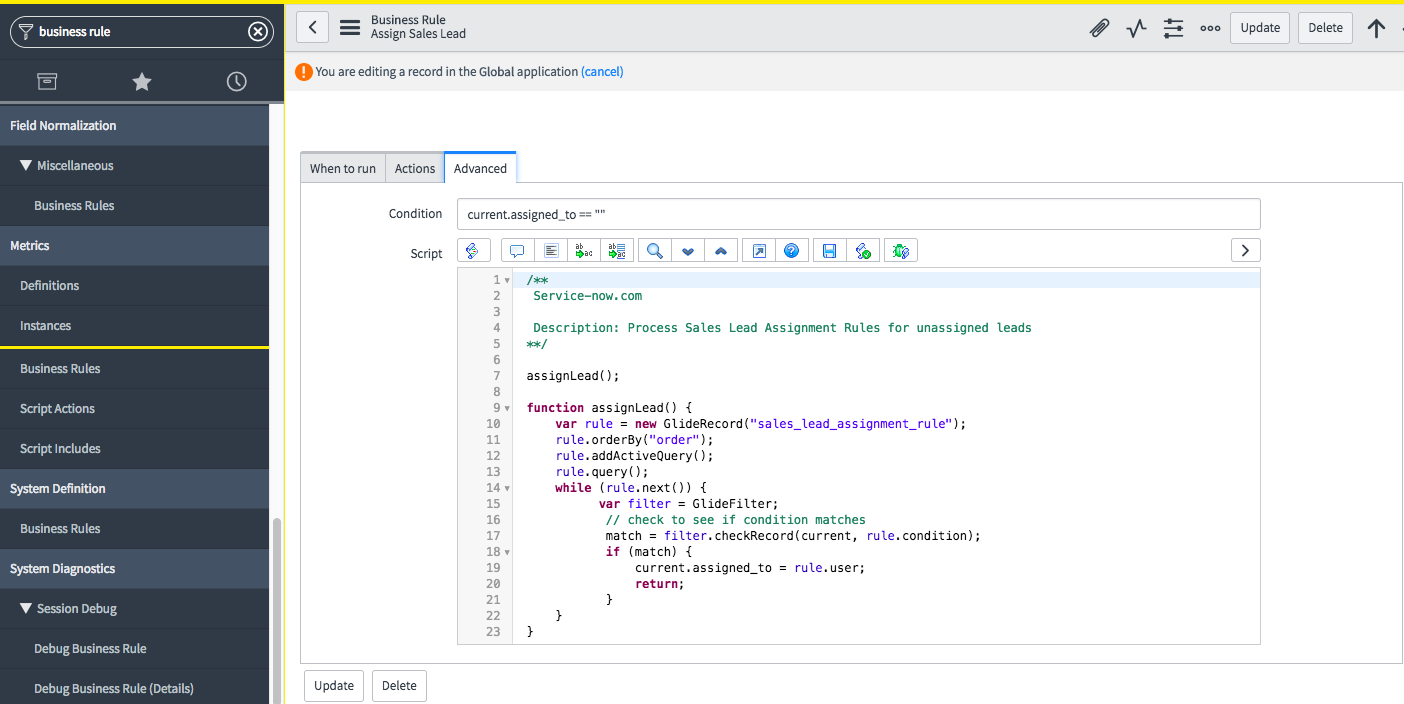 business rule
Field Normalization
Miscellaneous
Business Rules
Metrics
Definitions
Instances
Business Rules
Script Actions
Script Includes
System Definition
Business Rules
System Diagnostics
Session Debug
Debug Business Rule
Debug Business Rule (Details)
Business Rule
Assign Sales Lead
Update
Delete
You are editing a record in the Global application (cancel)
When to run
Actions
Advanced
Condition
current.assigned_to == ""
Script
1 /**
2 Service-now.com
3
4 Description: Process Sales Lead Assignment Rules for unassigned leads
5 **/
6
7 assignLead();
8
9 function assignLead() {
10 var rule = new GlideRecord("sales_lead_assignment_rule");
11 rule.orderBy("order");
12 rule.addActiveQuery();
13 rule.query();
14 while (rule.next()) {
15 var filter = GlideFilter;
16 // check to see if condition matches
17 match = filter.checkRecord(current, rule.condition);
18 if (match) {
19 current.assigned_to = rule.user;
20 return;
21 }
22 }
23 }
Update
Delete